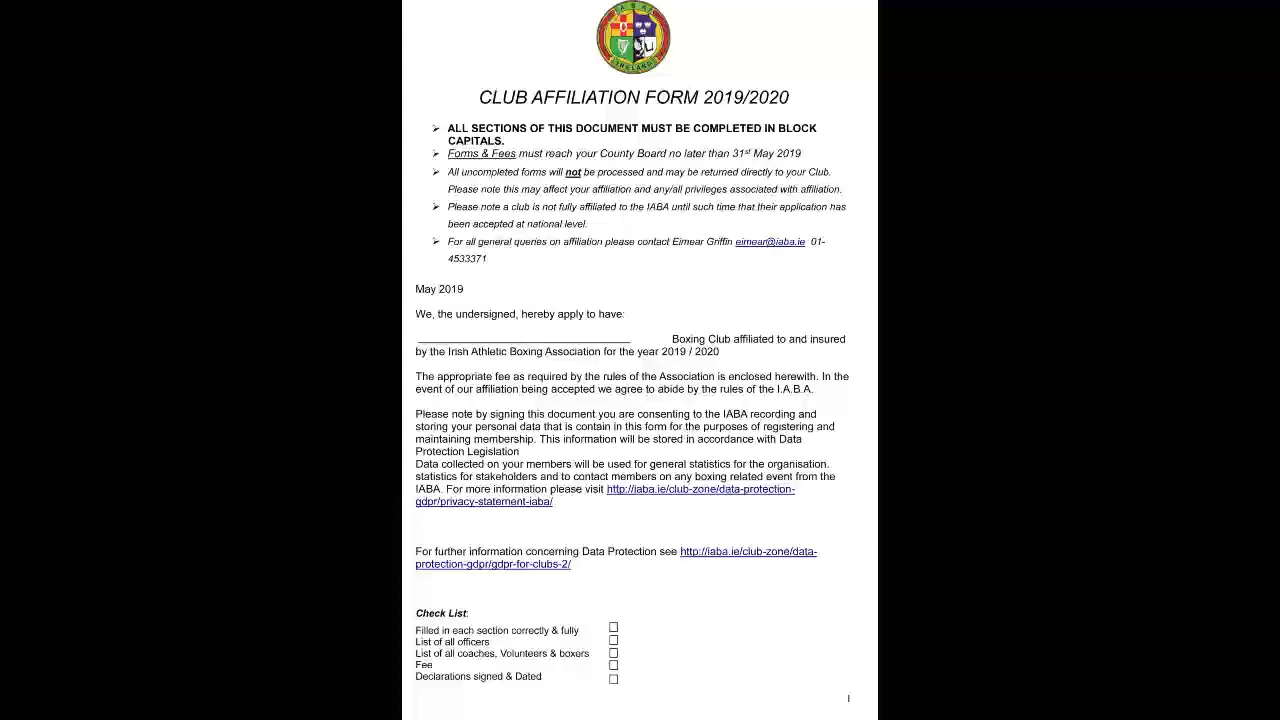 I A B A
IRELAND
CLUB AFFILIATION FORM 2019/2020
➢ ALL SECTIONS OF THIS DOCUMENT MUST BE COMPLETED IN BLOCK
CAPITALS.
➢ Forms & Fees must reach your County Board no later than 31st May 2019
➢ All uncompleted forms will not be processed and may be returned directly to your Club.
Please note this may affect your affiliation and any/all privileges associated with affiliation.
➢ Please note a club is not fully affiliated to the IABA until such time that their application has
been accepted at national level.
➢ For all general queries on affiliation please contact Eimear Griffin eimear@iaba.ie 01-
4533371
May 2019
We, the undersigned, hereby apply to have:
Boxing Club affiliated to and insured
by the Irish Athletic Boxing Association for the year 2019 / 2020
The appropriate fee as required by the rules of the Association is enclosed herewith. In the
event of our affiliation being accepted we agree to abide by the rules of the I.A.B.A.
Please note by signing this document you are consenting to the IABA recording and
storing your personal data that is contain in this form for the purposes of registering and
maintaining membership. This information will be stored in accordance with Data
Protection Legislation
Data collected on your members will be used for general statistics for the organisation.
statistics for stakeholders and to contact members on any boxing related event from the
IABA. For more information please visit http://iaba.ie/club-zone/data-protection-
gdpr/privacy-statement-iaba/
For further information concerning Data Protection see http://iaba.ie/club-zone/data-
protection-gdpr/gdpr-for-clubs-2/
Check List:
Filled in each section correctly & fully ☐
List of all officers ☐
List of all coaches, Volunteers & boxers ☐
Fee ☐
Declarations signed & Dated ☐